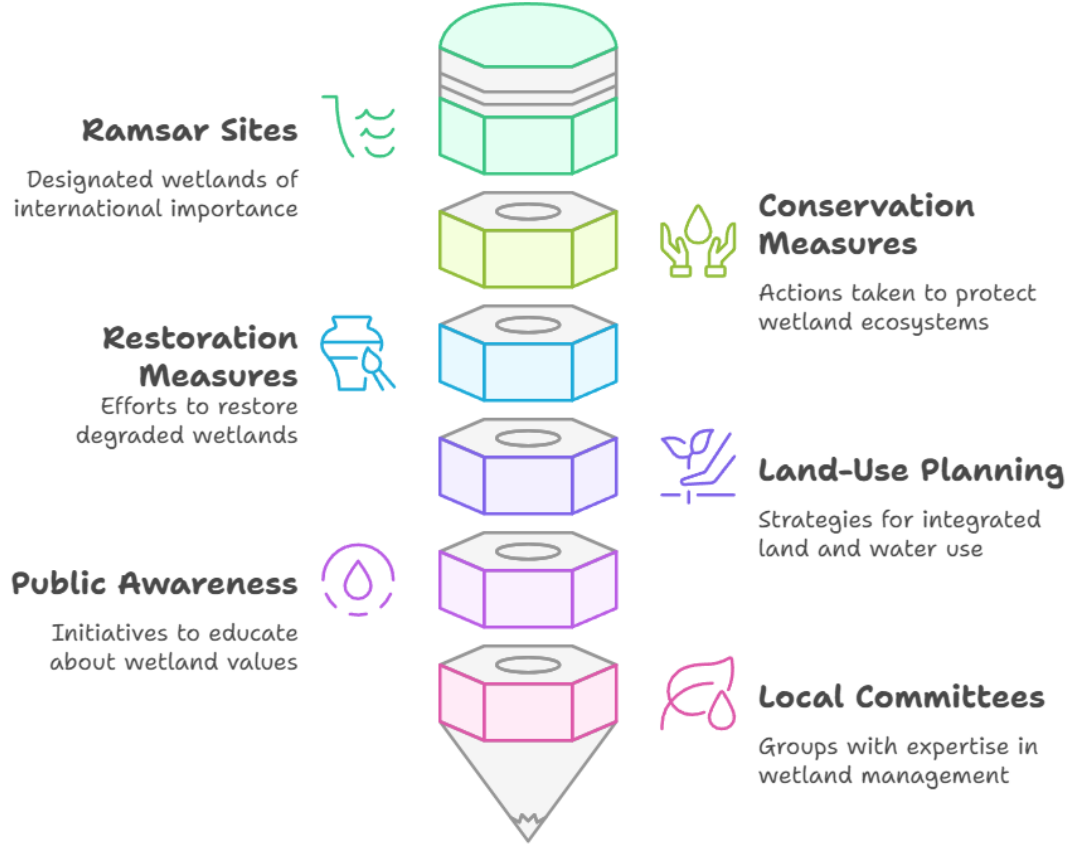 Ramsar Sites
Designated wetlands of
international importance
Conservation
Measures
Actions taken to protect
wetland ecosystems
Restoration
Measures
Efforts to restore
degraded wetlands
Land-Use Planning
Strategies for integrated
land and water use
Public Awareness
Initiatives to educate
about wetland values
Local Committees
Groups with expertise in
wetland management